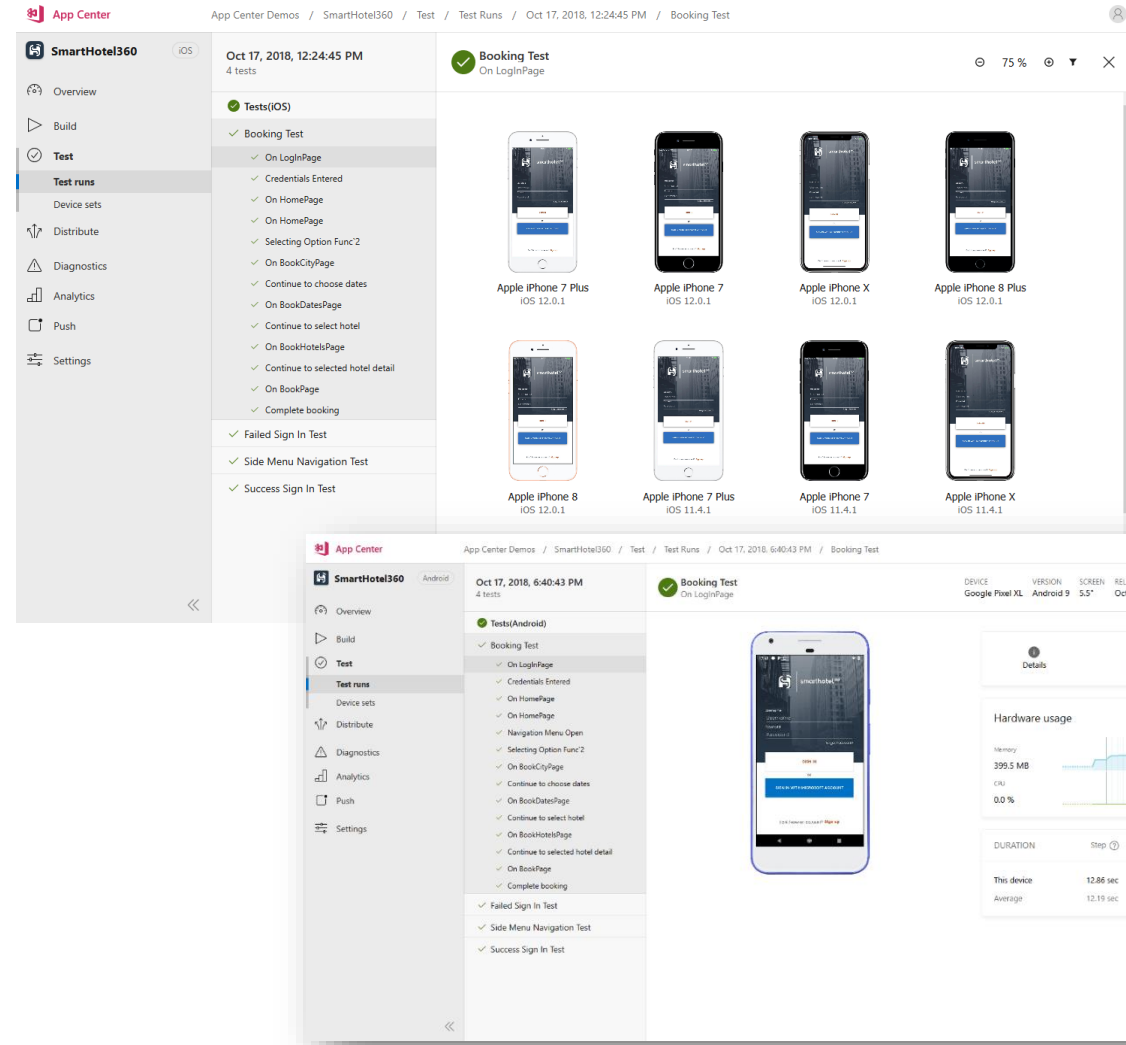 App Center
App Center Demos / SmartHotel360 / Test / Test Runs / Oct 17, 2018, 12:24:45 PM / Booking Test
SmartHotel360 iOS
Overview
Build
Test
Test runs
Device sets
Distribute
Diagnostics
Analytics
Push
Settings
Oct 17, 2018, 12:24:45 PM
4 tests
Tests(iOS)
Booking Test
On LogInPage
Credentials Entered
On HomePage
On HomePage
Selecting Option Func`2
On BookCityPage
Continue to choose dates
On BookDatesPage
Continue to select hotel
On BookHotelsPage
Continue to selected hotel detail
On BookPage
Complete booking
Failed Sign In Test
Side Menu Navigation Test
Success Sign In Test
Booking Test
On LogInPage
75 %
Apple iPhone 7 Plus
iOS 12.0.1
Apple iPhone 7
iOS 12.0.1
Apple iPhone X
iOS 12.0.1
Apple iPhone 8 Plus
iOS 12.0.1
Apple iPhone 8
iOS 12.0.1
Apple iPhone 7 Plus
iOS 11.4.1
Apple iPhone 7
iOS 11.4.1
Apple iPhone X
iOS 11.4.1
App Center
App Center Demos / SmartHotel360 / Test / Test Runs / Oct 17, 2018, 6:40:43 PM / Booking Test
SmartHotel360 Android
Overview
Build
Test
Test runs
Device sets
Distribute
Diagnostics
Analytics
Push
Settings
Oct 17, 2018, 6:40:43 PM
4 tests
Tests(Android)
Booking Test
On LogInPage
Credentials Entered
On HomePage
On HomePage
Navigation Menu Open
Selecting Option Func`2
On BookCityPage
Continue to choose dates
On BookDatesPage
Continue to select hotel
On BookHotelsPage
Continue to selected hotel detail
On BookPage
Complete booking
Failed Sign In Test
Side Menu Navigation Test
Success Sign In Test
Booking Test
On LogInPage
DEVICE VERSION SCREEN REL
Google Pixel XL Android 9 5.5" Oct
smarthotel
Username
Password
SIGN IN
SIGN IN WITH MICROSOFT ACCOUNT
Sign up
Details
Hardware usage
Memory
399.5 MB
CPU
0.0 %
DURATION Step
This device 12.86 sec
Average 12.19 sec